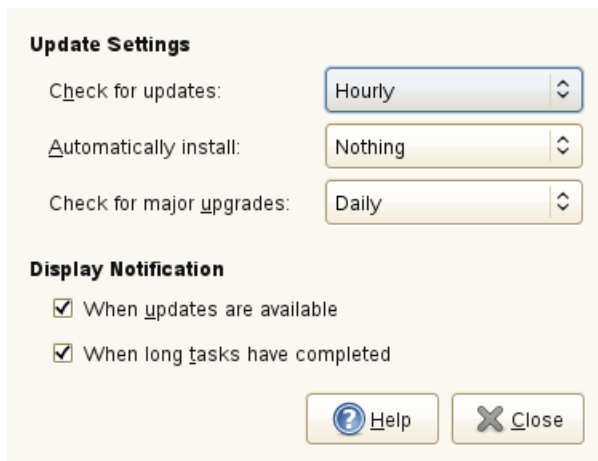 Update Settings
Check for updates: Hourly
Automatically install: Nothing
Check for major upgrades: Daily
Display Notification
When updates are available
When long tasks have completed
Help Close